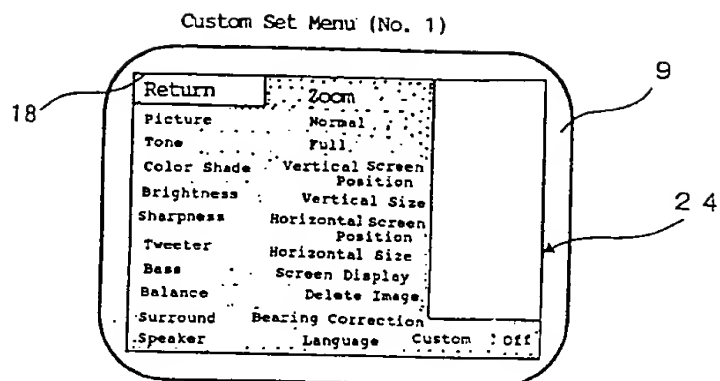 Custom Set Menu (No. 1)
18
9
24
Return Zoom
Picture Normal
Tone Full
Color Shade Vertical Screen
Position
Brightness Vertical Size
Sharpness Horizontal Screen
Position
Tweeter Horizontal Size
Bass Screen Display
Balance Delete Image
Surround Bearing Correction
Speaker Language Custom Off